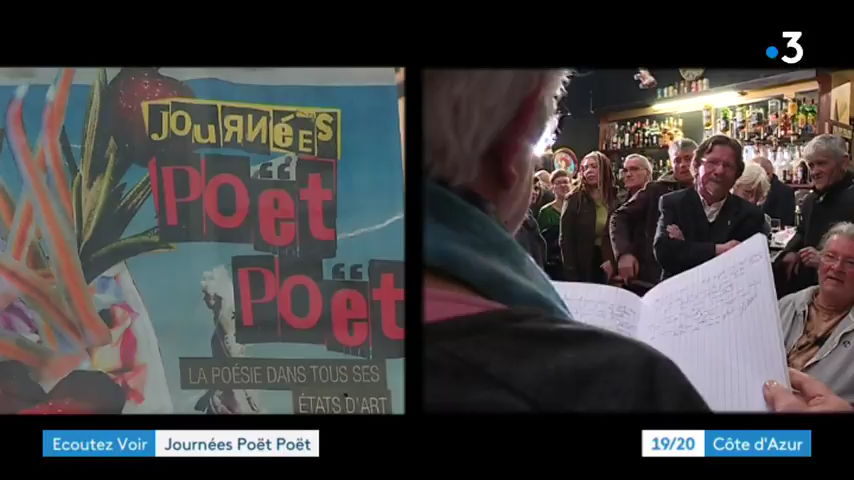 3
JOURNÉES
Poët
Poët
LA POÉSIE DANS TOUS SES
ÉTATS D'ART
Ecoutez Voir
Journées Poët Poët
19/20
Côte d'Azur